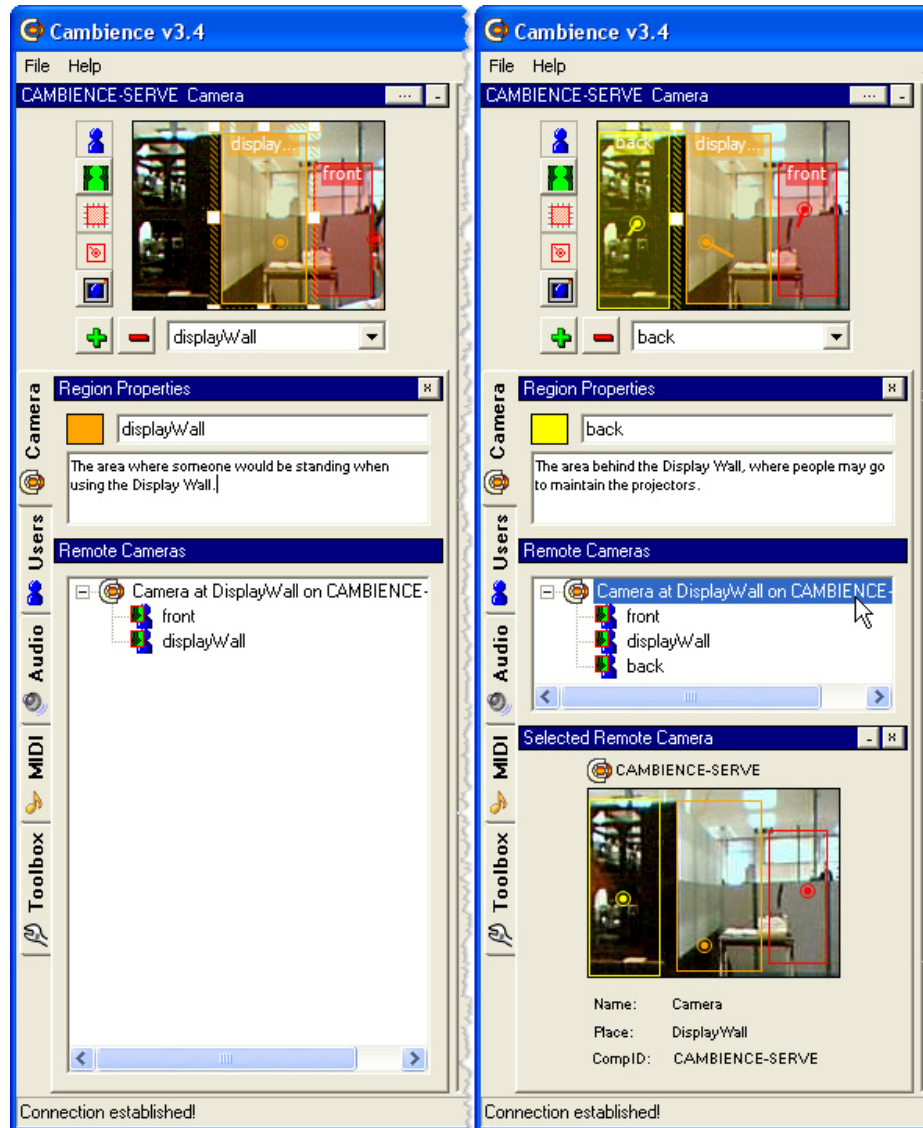 Cambience v3.4
File Help
CAMBIENCE-SERVE Camera
display...
front
displayWall
Camera
Users
Audio
MIDI
Toolbox
Region Properties
displayWall
The area where someone would be standing when
using the Display Wall.
Remote Cameras
Camera at DisplayWall on CAMBIENCE-
front
displayWall
Connection established!
Cambience v3.4
File Help
CAMBIENCE-SERVE Camera
back
display...
front
back
Camera
Users
Audio
MIDI
Toolbox
Region Properties
back
The area behind the Display Wall, where people may go
to maintain the projectors.
Remote Cameras
Camera at DisplayWall on CAMBIENCE-
front
displayWall
back
Selected Remote Camera
CAMBIENCE-SERVE
Name: Camera
Place: DisplayWall
CompID: CAMBIENCE-SERVE
Connection established!